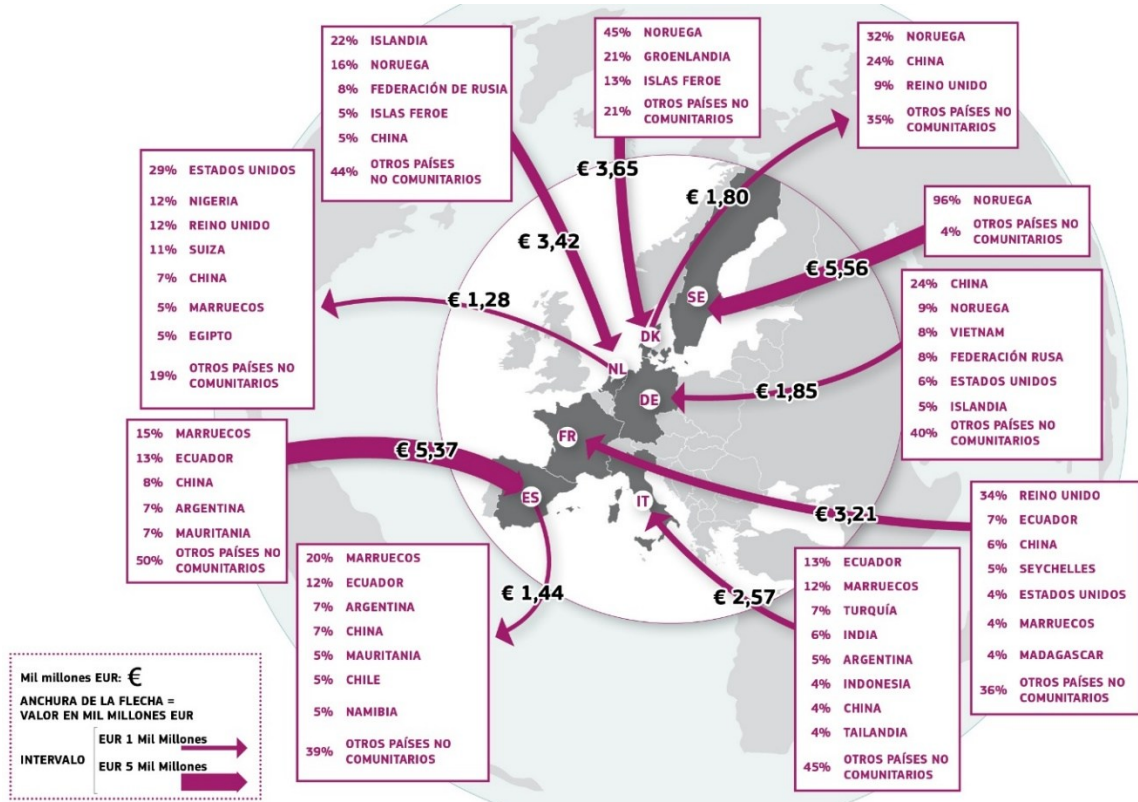 22% ISLANDIA
16% NORUEGA
8% FEDERACIÓN DE RUSIA
5% ISLAS FEROE
5% CHINA
44% OTROS PAÍSES
NO COMUNITARIOS
45% NORUEGA
21% GROENLANDIA
13% ISLAS FEROE
21% OTROS PAÍSES NO
COMUNITARIOS
32% NORUEGA
24% CHINA
9% REINO UNIDO
35% OTROS PAÍSES NO
COMUNITARIOS
29% ESTADOS UNIDOS
12% NIGERIA
12% REINO UNIDO
11% SUIZA
7% CHINA
5% MARRUECOS
5% EGIPTO
19% OTROS PAÍSES NO
COMUNITARIOS
96% NORUEGA
4% OTROS PAÍSES NO
COMUNITARIOS
€ 3,65
€ 1,80
€ 3,42
€ 5,56
€ 1,28
SE
DK
NL
DE
€ 1,85
24% CHINA
9% NORUEGA
8% VIETNAM
8% FEDERACIÓN RUSA
6% ESTADOS UNIDOS
5% ISLANDIA
40% OTROS PAÍSES NO
COMUNITARIOS
15% MARRUECOS
13% ECUADOR
8% CHINA
7% ARGENTINA
7% MAURITANIA
50% OTROS PAÍSES NO
COMUNITARIOS
€ 5,37
FR
ES
IT
€ 3,21
34% REINO UNIDO
7% ECUADOR
6% CHINA
5% SEYCHELLES
4% ESTADOS UNIDOS
4% MARRUECOS
4% MADAGASCAR
36% OTROS PAÍSES NO
COMUNITARIOS
20% MARRUECOS
12% ECUADOR
7% ARGENTINA
7% CHINA
5% MAURITANIA
5% CHILE
5% NAMIBIA
39% OTROS PAÍSES NO
COMUNITARIOS
€ 1,44
€ 2,57
13% ECUADOR
12% MARRUECOS
7% TURQUÍA
6% INDIA
5% ARGENTINA
4% INDONESIA
4% CHINA
4% TAILANDIA
45% OTROS PAÍSES NO
COMUNITARIOS
Mil millones EUR: €
ANCHURA DE LA FLECHA =
VALOR EN MIL MILLONES EUR
INTERVALO
EUR 1 Mil Millones
EUR 5 Mil Millones